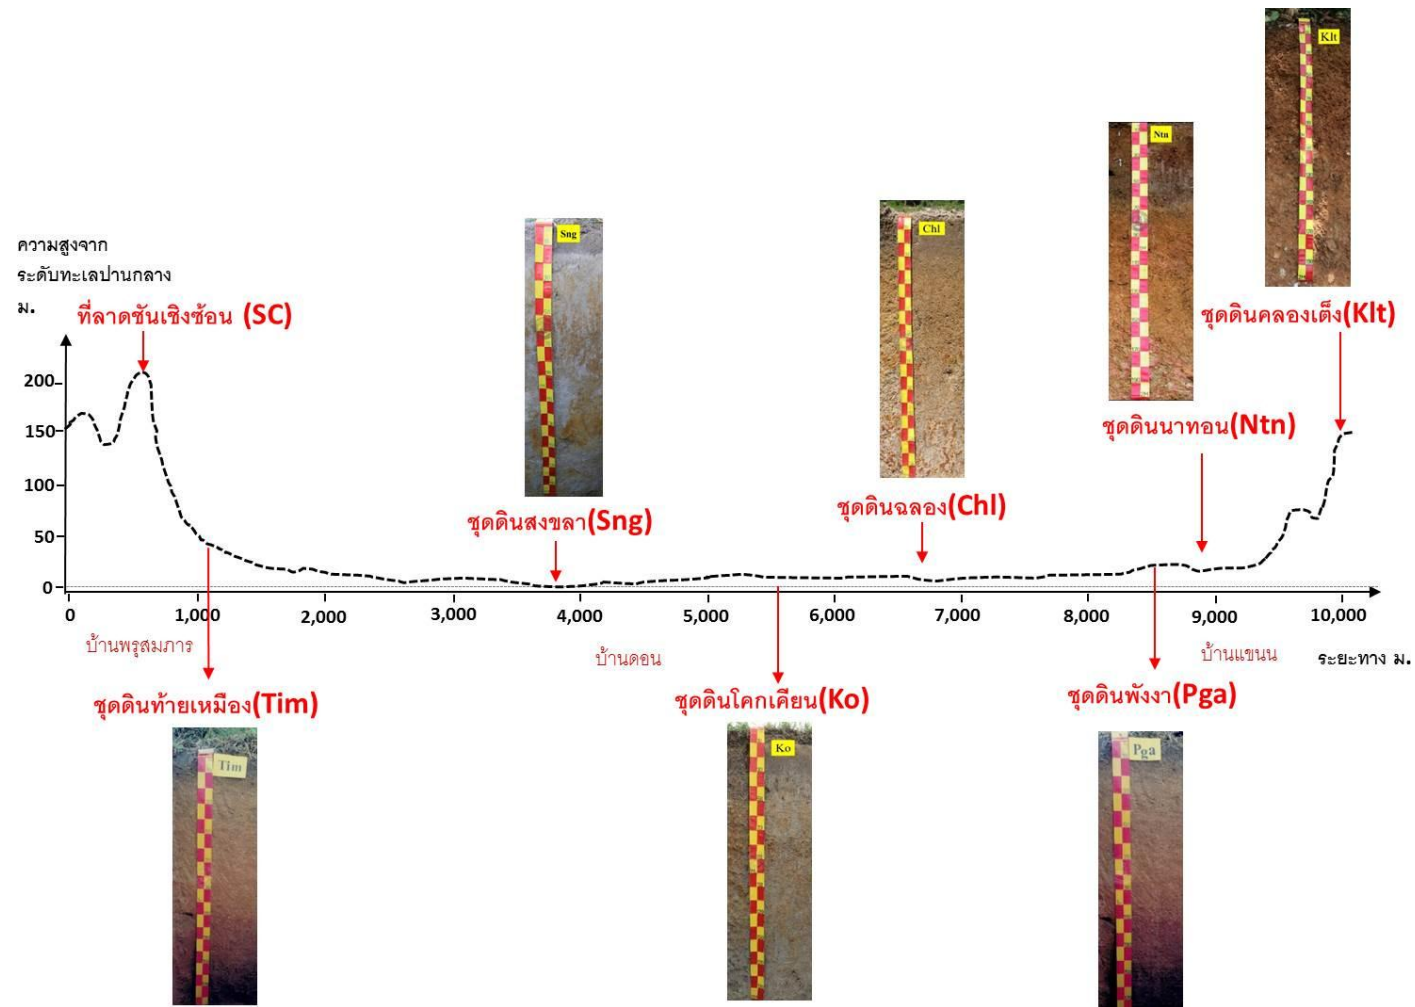 Klt
Ntn
Chl
Sng
ความสูงจาก
ระดับทะเลปานกลาง
ม.
ที่ลาดชันเชิงซ้อน (SC)
ชุดดินคลองเต็ง(Klt)
ชุดดินนาทอน(Ntn)
ชุดดินฉลอง(Chl)
ชุดดินสงขลา(Sng)
200
150
100
50
0
0 1,000 2,000 3,000 4,000 5,000 6,000 7,000 8,000 9,000 10,000
บ้านพรุสมภาร บ้านดอน บ้านแขนน ระยะทาง ม.
ชุดดินท้ายเหมือง(Tim) ชุดดินโคกเคียน(Ko) ชุดดินพังงา(Pga)
Tim
Ko
Pga